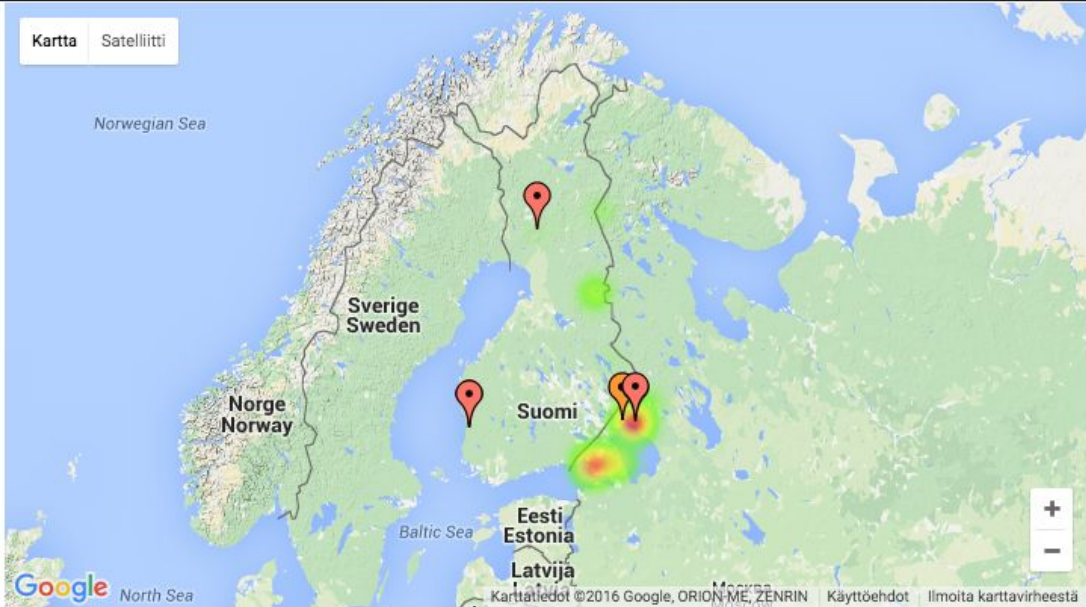 Kartta Satelliitti
Norwegian Sea
Sverige
Sweden
Norge
Norway
Suomi
Baltic Sea
Eesti
Estonia
Latvija
Google
North Sea
Karttatiedot ©2016 Google, ORION-ME, ZENRIN Käyttöehdot Ilmoita karttavirheestä